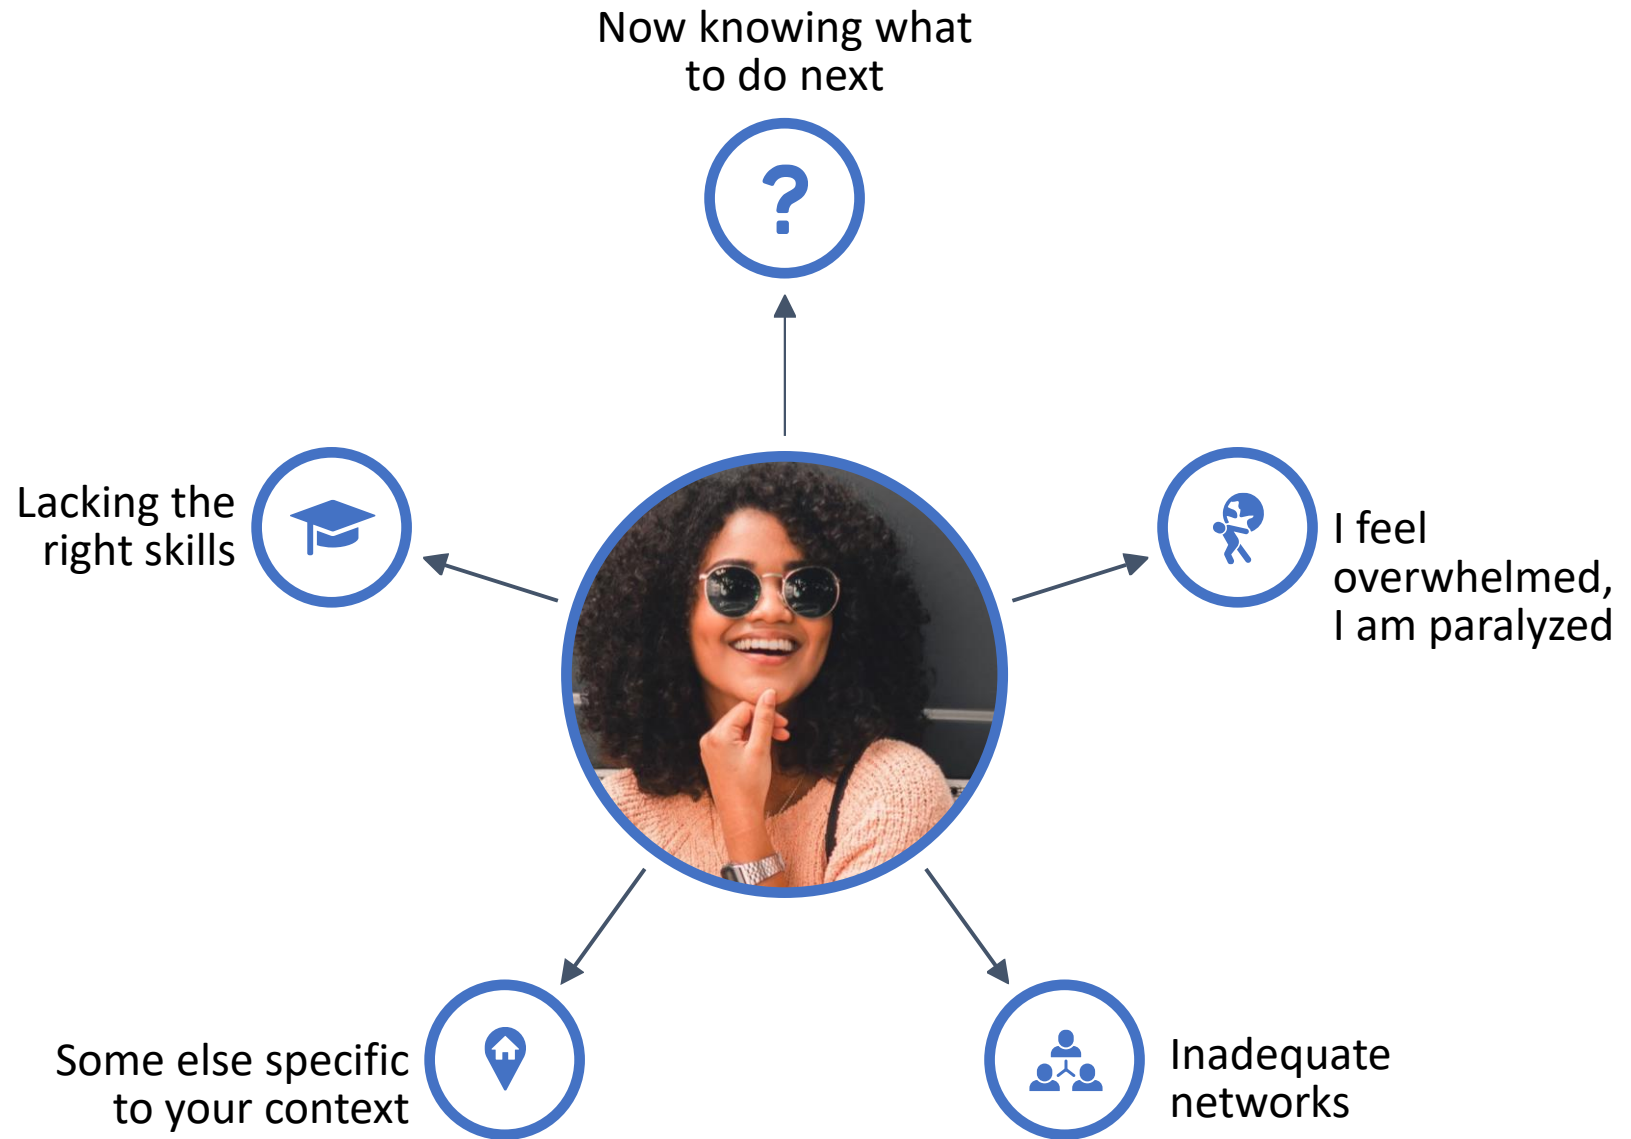 Now knowing what
to do next
?
Lacking the
right skills
I feel
overwhelmed,
I am paralyzed
Some else specific
to your context
Inadequate
networks